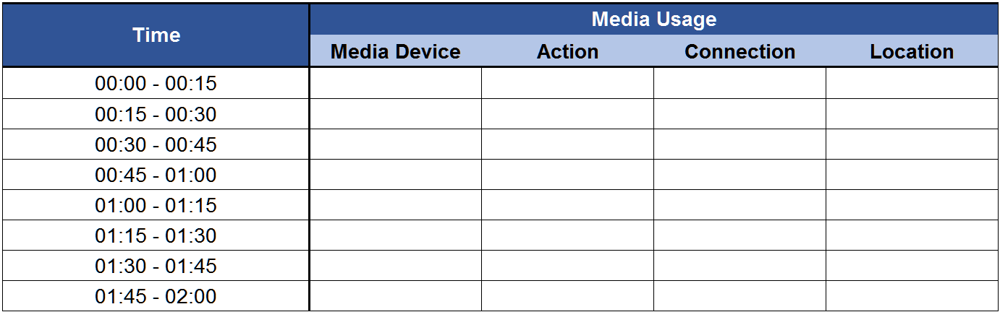 Time
Media Usage
Media Device Action Connection Location
00:00 - 00:15
00:15 - 00:30
00:30 - 00:45
00:45 - 01:00
01:00 - 01:15
01:15 - 01:30
01:30 - 01:45
01:45 - 02:00